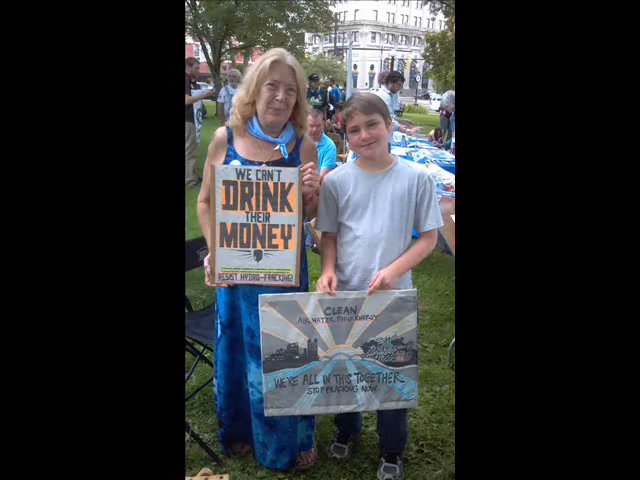 WE CAN'T
DRINK
THEIR
MONEY
RESIST HYDRO-FRACKING!
CLEAN
AIR, WATER, FOOD, ENERGY
WE'RE ALL IN THIS TOGETHER
STOP FRACKING NOW